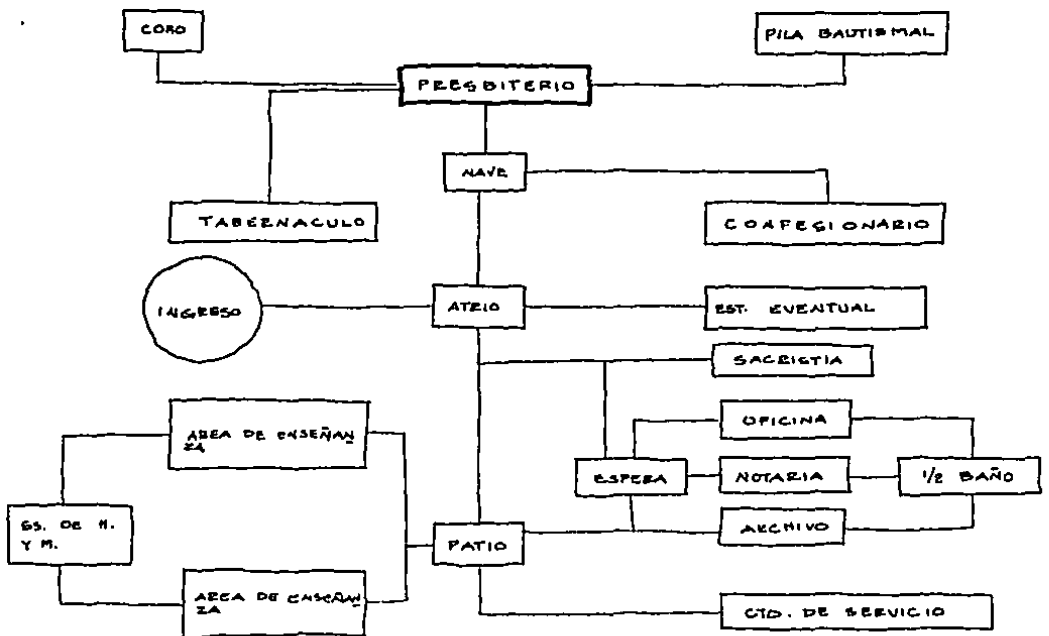 CORO
PILA BAUTISMAL
PRESBITERIO
NAVE
TABERNACULO
CONFESIONARIO
INGRESO
ATRIO
EST. EVENTUAL
SACRISTIA
AREA DE ENSEÑAN
ZA
OFICINA
ESPERA
NOTARIA
1/2 BAÑO
SS. DE H.
Y M.
PATIO
ARCHIVO
AREA DE ENSEÑAN
ZA
CTO. DE SERVICIO